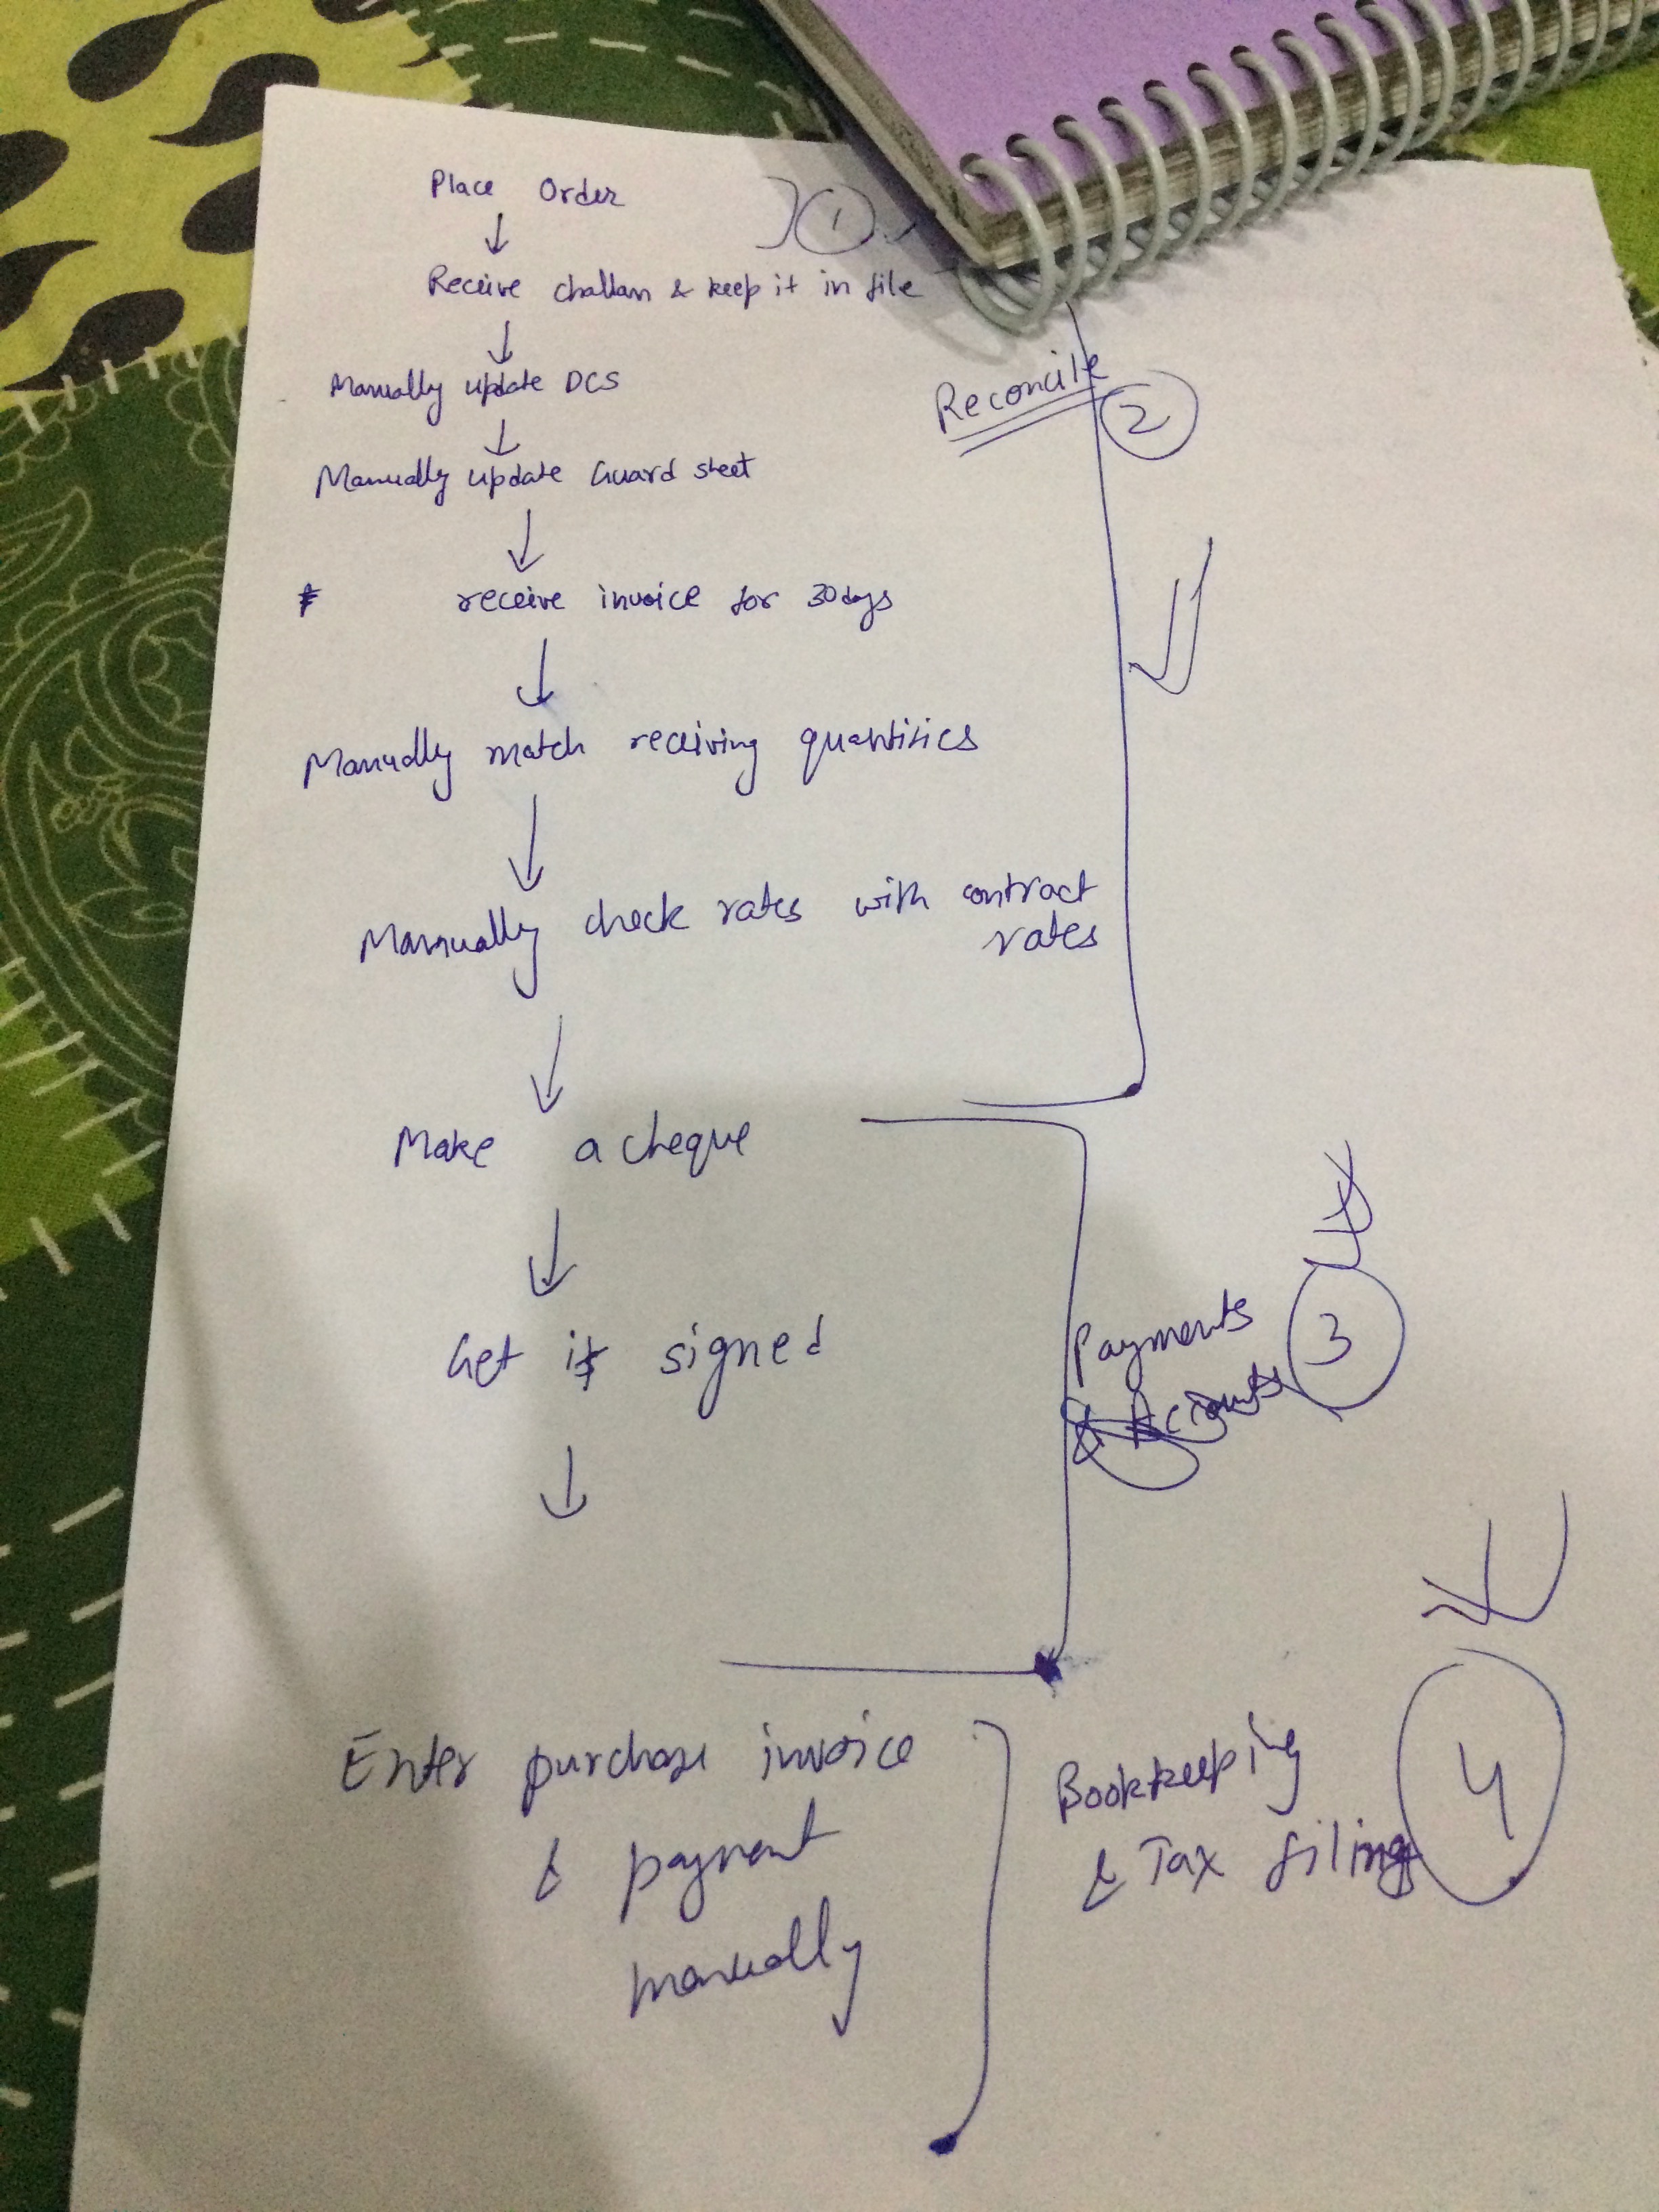 Place Order
1
Receive challan & keep it in file
Manually update DCS
Reconcile 2
Manually update Guard sheet
receive invoice for 30 days
Manually match receiving quantities
Manually check rates with contract
rates
Make a cheque
Get it signed
Payments 3
& Accounts
Enter purchase invoice
& payment
manually
Bookkeeping
& Tax filing
4